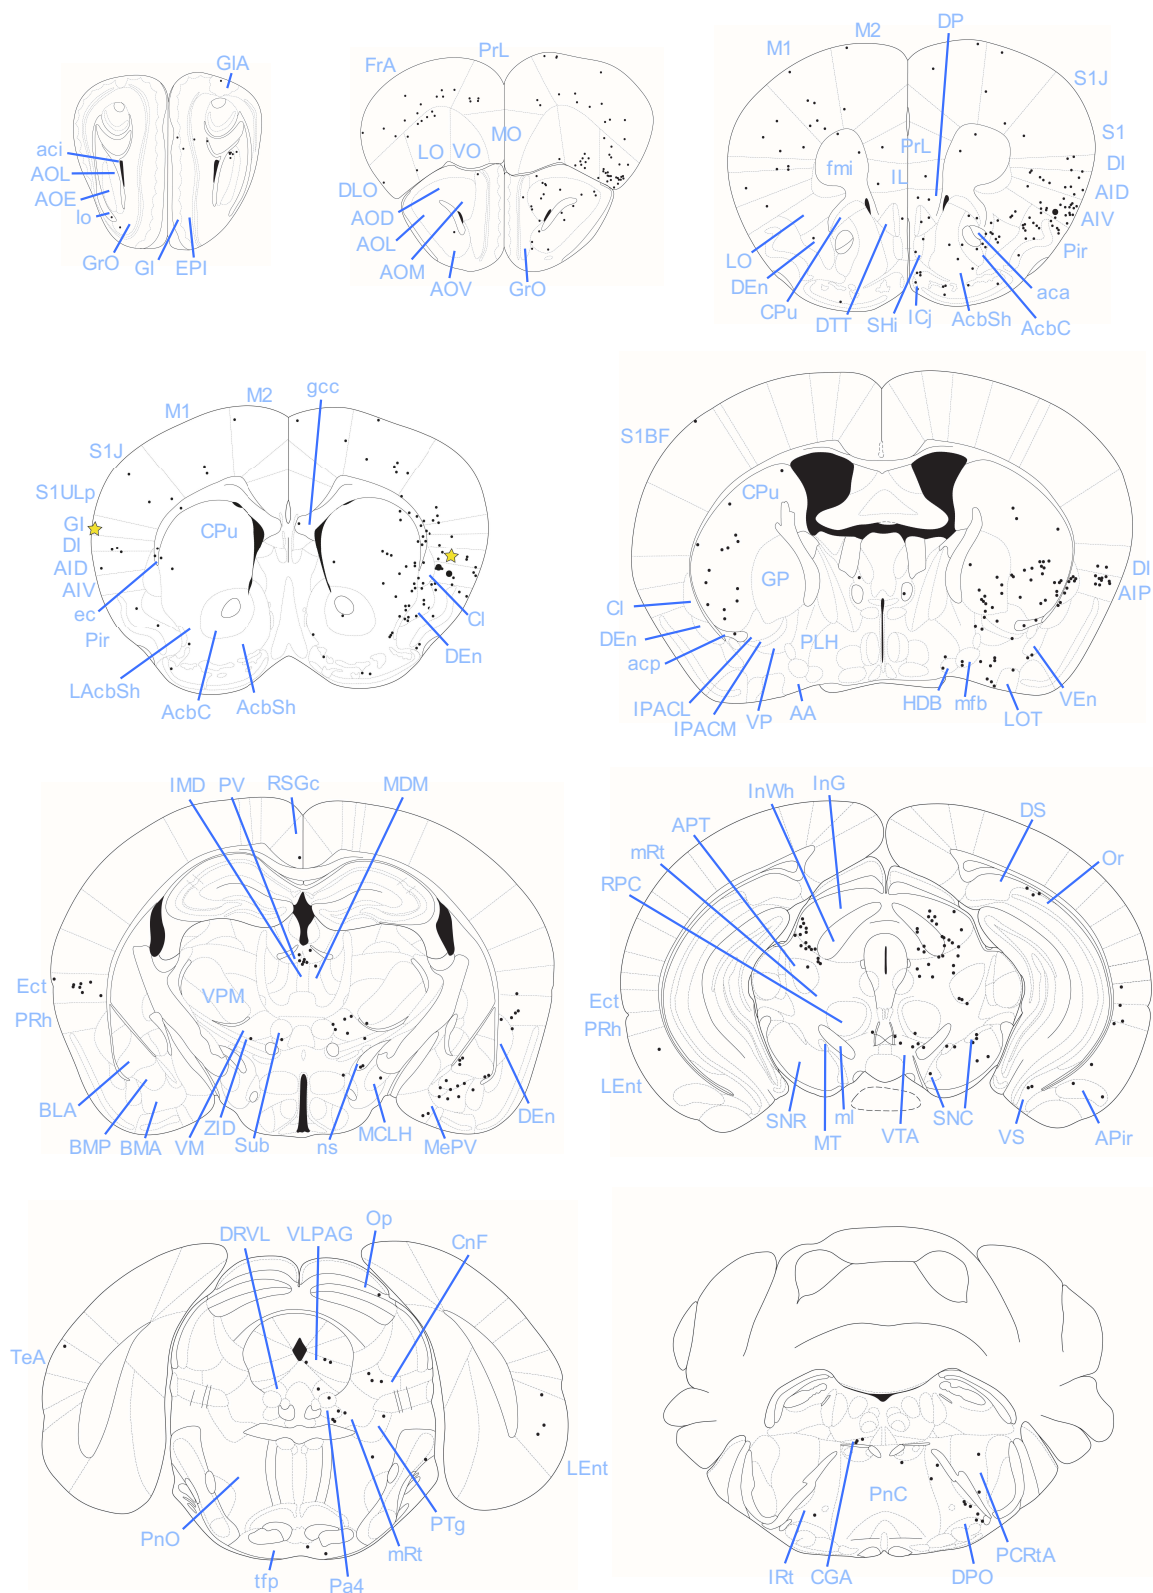 GlA
aci
AOL
AOE
lo
GrO
Gl
EPl
PrL
FrA
MO
LO
VO
DLO
AOD
AOL
AOM
AOV
GrO
DP
M2
M1
S1J
S1
PrL
DI
fmi
IL
AID
AIV
Pir
LO
DEn
CPu
DTT
SHi
ICj
AcbSh
aca
AcbC
gcc
M2
M1
S1J
S1ULp
GI
CPu
DI
AID
AIV
ec
Cl
Pir
DEn
LAcbSh
AcbC
AcbSh
S1BF
CPu
GP
DI
AIP
Cl
DEn
PLH
acp
IPACL
IPACM
VP
AA
HDB
mfb
LOT
VEn
IMD
PV
RSGc
MDM
Ect
VPM
PRh
BLA
BMP
BMA
VM
ZID
Sub
ns
MCLH
MePV
DEn
InWh
InG
APT
DS
mRt
Or
RPC
Ect
PRh
LEnt
SNR
MT
ml
VTA
SNC
VS
APir
Op
DRVL
VLPAG
CnF
TeA
LEnt
PnO
PTg
mRt
tfp
Pa4
PnC
PCRtA
IRt
CGA
DPO